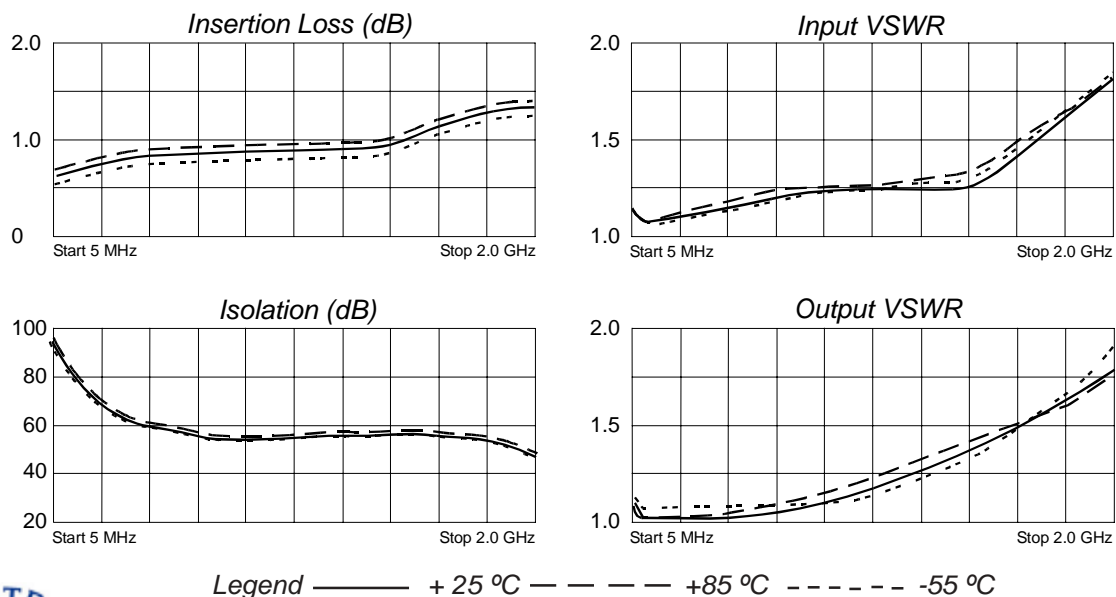 Insertion Loss (dB)
2.0
1.0
0
Start 5 MHz
Stop 2.0 GHz
Input VSWR
2.0
1.5
1.0
Start 5 MHz
Stop 2.0 GHz
Isolation (dB)
100
80
60
40
20
Start 5 MHz
Stop 2.0 GHz
Output VSWR
2.0
1.5
1.0
Start 5 MHz
Stop 2.0 GHz
Legend + 25 ºC +85 ºC -55 ºC